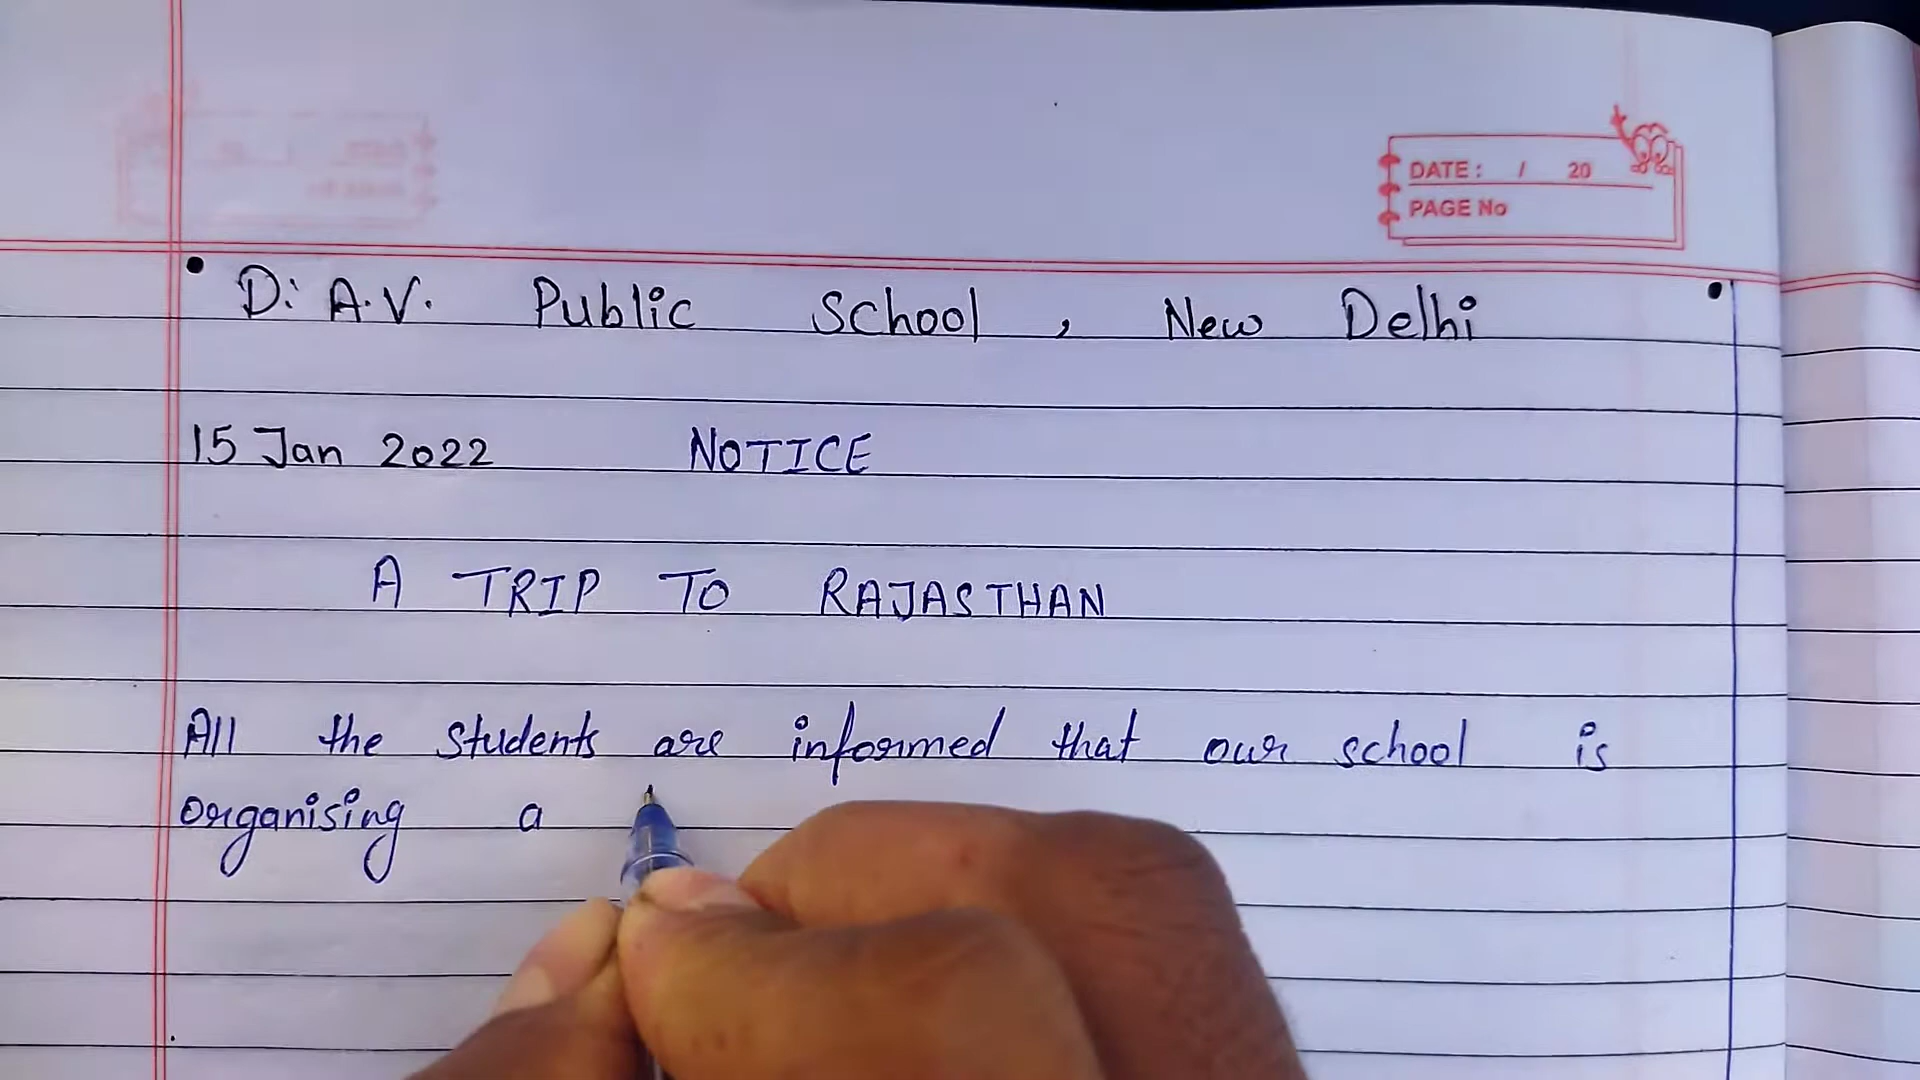 DATE : / 20
PAGE No
D. A.V. Public School , New Delhi
15 Jan 2022 NOTICE
A TRIP TO RAJASTHAN
All the students are informed that our school is
organising a